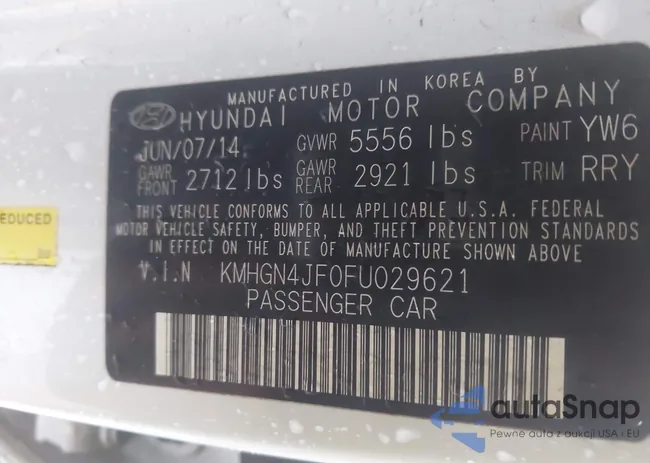 MANUFACTURED IN KOREA BY
HYUNDAI MOTOR COMPANY
JUN/07/14 GVWR 5556 lbs PAINT YW6
GAWR FRONT 2712 lbs GAWR REAR 2921 lbs TRIM RRY
THIS VEHICLE CONFORMS TO ALL APPLICABLE U.S.A. FEDERAL
MOTOR VEHICLE SAFETY, BUMPER, AND THEFT PREVENTION STANDARDS
IN EFFECT ON THE DATE OF MANUFACTURE SHOWN ABOVE
V.I.N KMHGN4JF0FU029621
PASSENGER CAR
EDUCED
autoSnap
Pewne auta z aukcji USA i EU